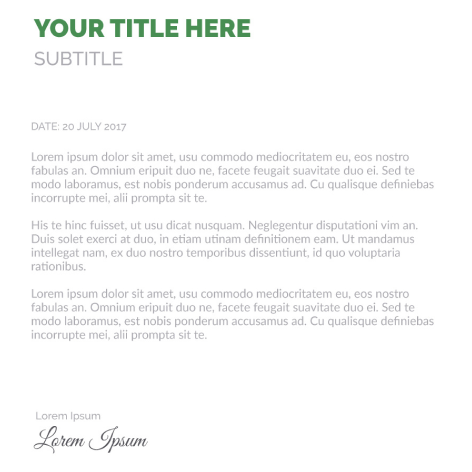 YOUR TITLE HERE
SUBTITLE
DATE: 20 JULY 2017
Lorem ipsum dolor sit amet, usu commodo mediocritatem eu, eos nostro
fabulas an. Omnium eripuit duo ne, facete feugait suavitate duo ei. Sed te
modo laboramus, est nobis ponderum accusamus ad. Cu qualisque definiebas
incorrupte mei, alii prompta sit te.
His te hinc fuisset, ut usu dicat nusquam. Neglegentur disputationi vim an.
Duis solet exerci at duo, in etiam utinam definitionem eam. Ut mandamus
intellegat nam, ex duo nostro temporibus dissentiunt, id quo voluptaria
rationibus.
Lorem ipsum dolor sit amet, usu commodo mediocritatem eu, eos nostro
fabulas an. Omnium eripuit duo ne, facete feugait suavitate duo ei. Sed te
modo laboramus, est nobis ponderum accusamus ad. Cu qualisque definiebas
incorrupte mei, alii prompta sit te.
Lorem Ipsum
Lorem Ipsum